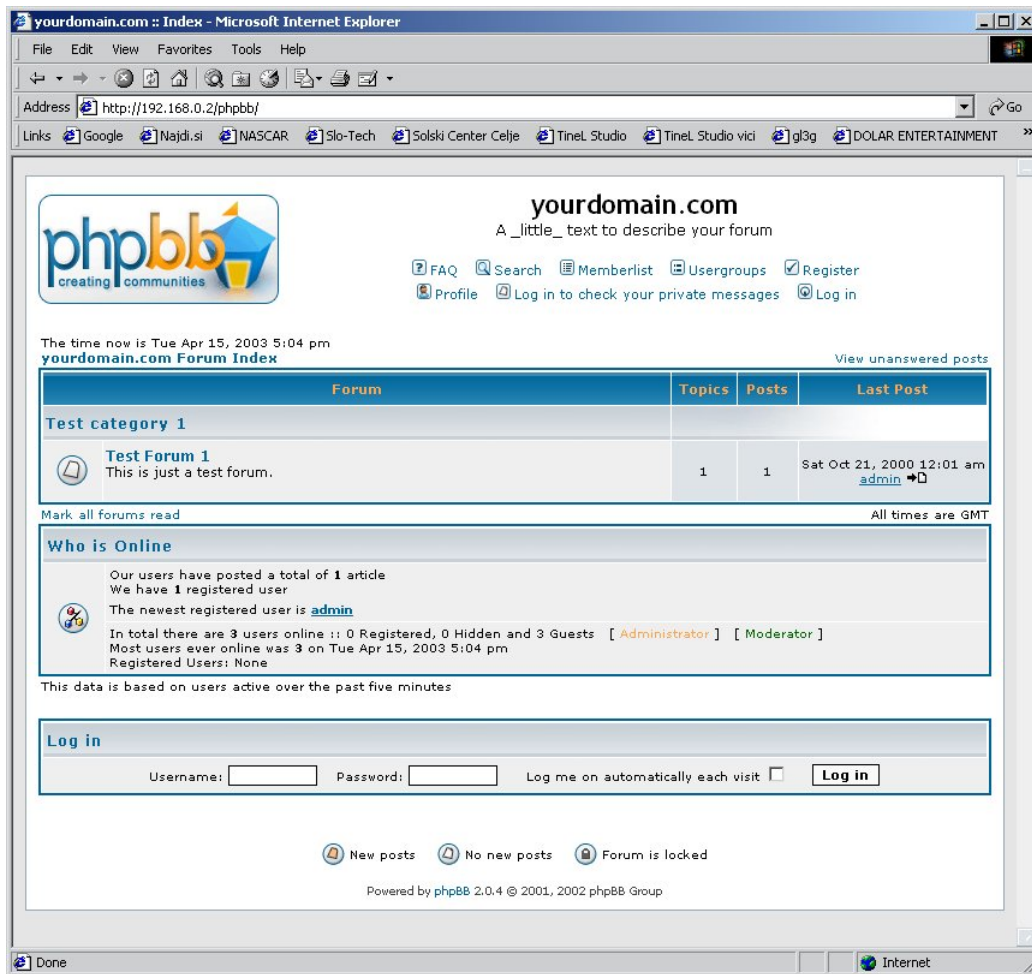 yourdomain.com :: Index - Microsoft Internet Explorer
File Edit View Favorites Tools Help
Address http://192.168.0.2/phpbb/ Go
Links Google Najdi.si NASCAR Slo-Tech Solski Center Celje TineL Studio TineL Studio vici gl3g DOLAR ENTERTAINMENT »
phpbb
creating communities
yourdomain.com
A _little_ text to describe your forum
FAQ Search Memberlist Usergroups Register
Profile Log in to check your private messages Log in
The time now is Tue Apr 15, 2003 5:04 pm
yourdomain.com Forum Index View unanswered posts
Forum Topics Posts Last Post
Test category 1
Test Forum 1
This is just a test forum.
1 1 Sat Oct 21, 2000 12:01 am
admin
Mark all forums read All times are GMT
Who is Online
Our users have posted a total of 1 article
We have 1 registered user
The newest registered user is admin
In total there are 3 users online :: 0 Registered, 0 Hidden and 3 Guests [ Administrator ] [ Moderator ]
Most users ever online was 3 on Tue Apr 15, 2003 5:04 pm
Registered Users: None
This data is based on users active over the past five minutes
Log in
Username: Password: Log me on automatically each visit Log in
New posts No new posts Forum is locked
Powered by phpBB 2.0.4 © 2001, 2002 phpBB Group
Done Internet